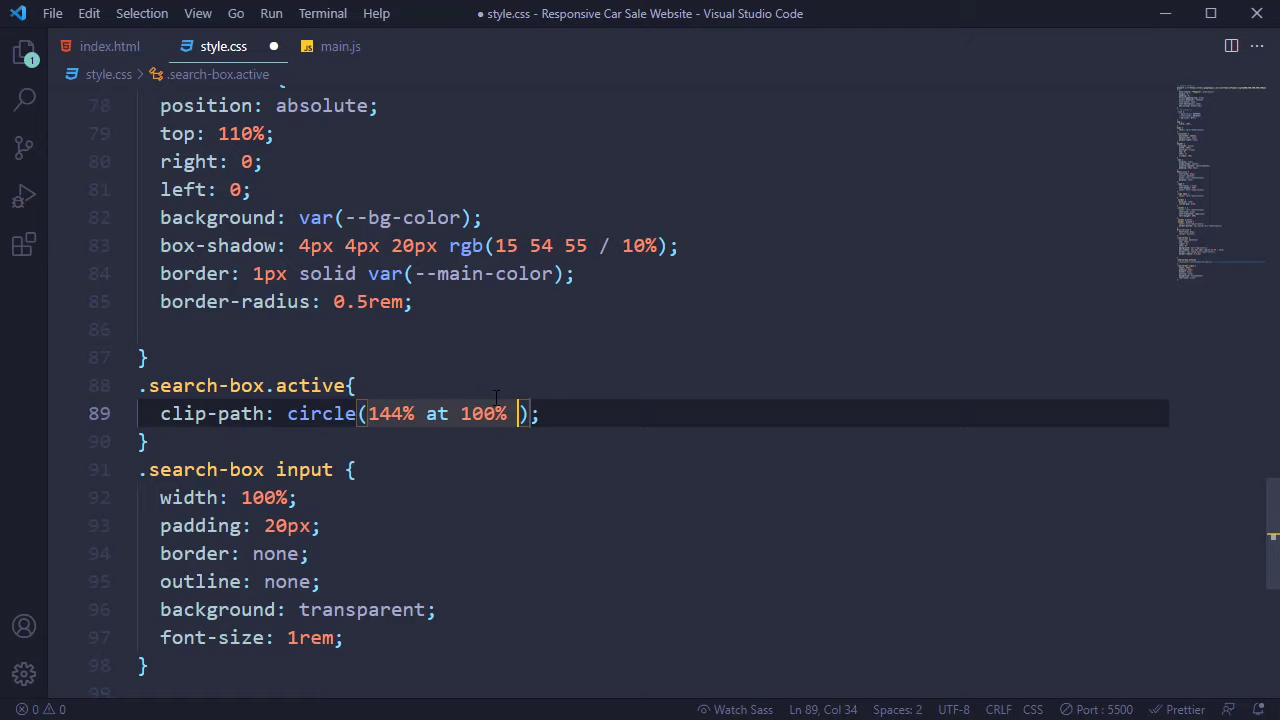 File Edit Selection View Go Run Terminal Help ● style.css - Responsive Car Sale Website - Visual Studio Code
index.html style.css ● main.js
style.css > .search-box.active
78 position: absolute;
79 top: 110%;
80 right: 0;
81 left: 0;
82 background: var(--bg-color);
83 box-shadow: 4px 4px 20px rgb(15 54 55 / 10%);
84 border: 1px solid var(--main-color);
85 border-radius: 0.5rem;
86
87 }
88 .search-box.active{
89 clip-path: circle(144% at 100% );
90 }
91 .search-box input {
92 width: 100%;
93 padding: 20px;
94 border: none;
95 outline: none;
96 background: transparent;
97 font-size: 1rem;
98 }
1
0 0 Watch Sass Ln 89, Col 34 Spaces: 2 UTF-8 CRLF CSS Port : 5500 Prettier